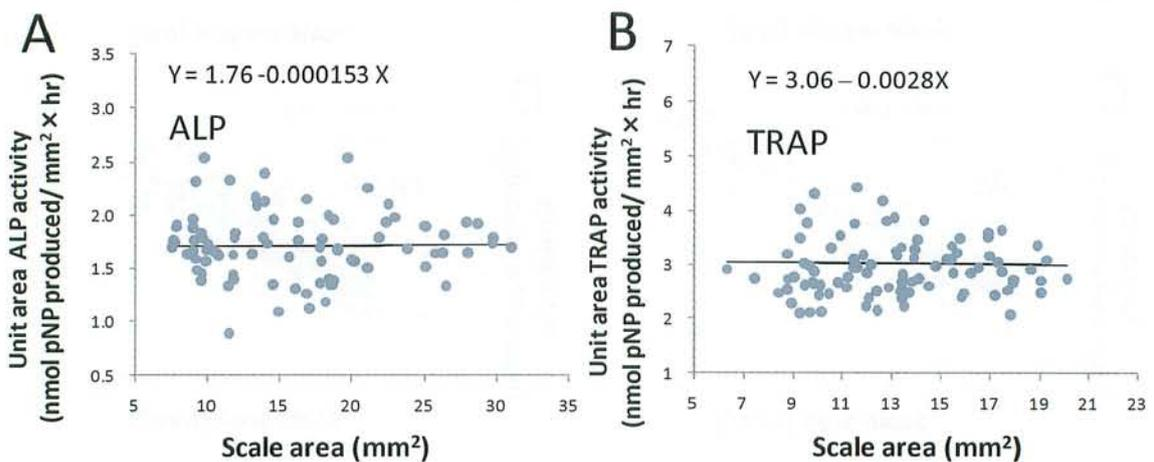 A
Y = 1.76 -0.000153 X
ALP
3.5
3.0
2.5
2.0
1.5
1.0
0.5
5 10 15 20 25 30 35
Unit area ALP activity
(nmol pNP produced/ mm² × hr)
Scale area (mm²)
B
Y = 3.06 – 0.0028X
TRAP
7
6
5
4
3
2
1
5 7 9 11 13 15 17 19 21 23
Unit area TRAP activity
(nmol pNP produced/ mm² × hr)
Scale area (mm²)